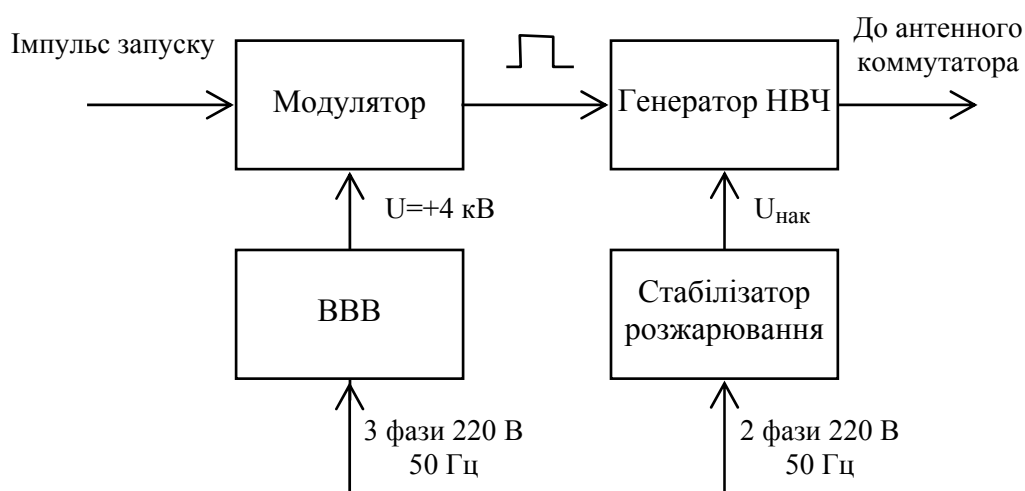 Імпульс запуску
До антенного
коммутатора
Модулятор
Генератор НВЧ
U=+4 кВ
Uнак
ВВВ
Стабілізатор
розжарювання
3 фази 220 В
50 Гц
2 фази 220 В
50 Гц